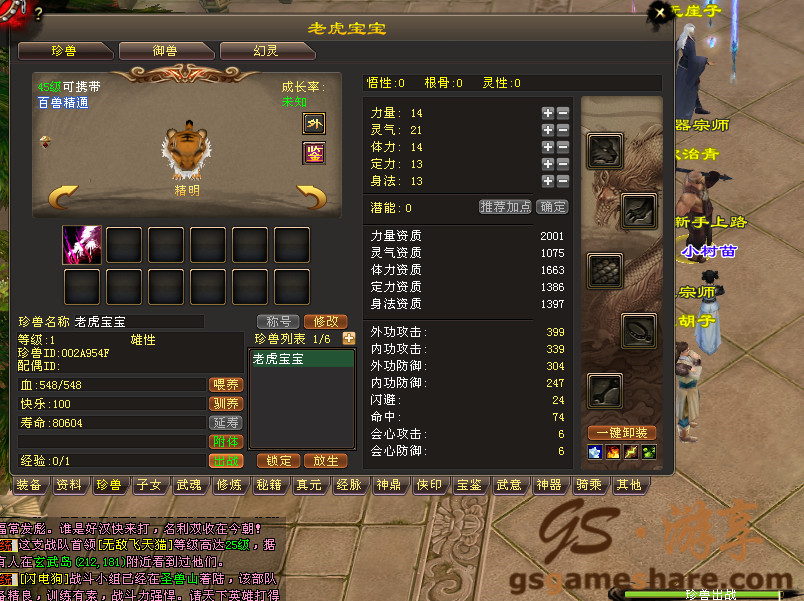 ?
老虎宝宝
X
珍兽
御兽
幻灵
45级可携带
百兽精通
成长率:
未知
外
鉴
精明
悟性:0 根骨:0 灵性:0
力量: 14
灵气: 21
体力: 14
定力: 13
身法: 13
潜能:0
推荐加点
确定
力量资质 2001
灵气资质 1075
体力资质 1663
定力资质 1386
身法资质 1397
外功攻击: 399
内功攻击: 339
外功防御: 304
内功防御: 247
闪避: 24
命中: 74
会心攻击: 6
会心防御: 6
一键卸装
珍兽名称 老虎宝宝
称号
修改
等级:1 雄性
珍兽ID:002A954F
配偶ID:
珍兽列表 1/6
老虎宝宝
血:548/548 喂养
快乐:100 驯养
寿命:80604 延寿
附体
经验:0/1 出战
锁定
放生
装备 资料 珍兽 子女 武魂 修炼 秘籍 真元 经脉 神鼎 侠印 宝鉴 武意 神器 骑乘 其他
无崖子
器宗师
治青
新手上路
小村苗
宗师
胡子
福常发彪。谁是好汉快来打，名利双收在今朝!
这支战队首领[无敌飞天猫]等级高达25级，据
有人在玄武岛(212,181)附近看到过他们。
[闪电狗]战斗小组已经在圣兽山着陆，该部队
备精良，训练有素，战斗力强悍。请天下英雄打得
GS·游享
gsgameshare.com
珍兽出战